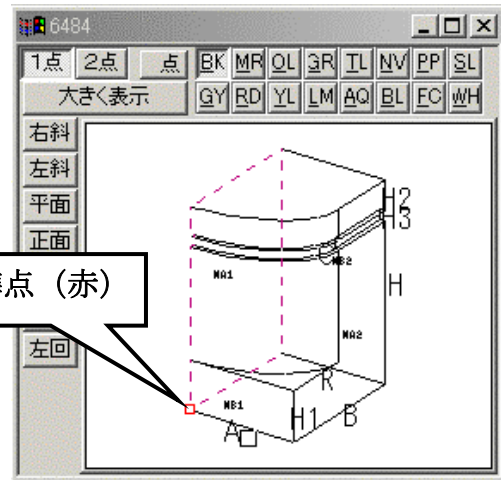 6484
1点 2点 点 BK MR OL GR TL NV PP SL
大きく表示 GY RD YL LM AQ BL FC WH
右斜
左斜
平面
正面
点（赤）
左回
H2
H3
MB2
MA1
H
MA2
R
MB1
H1
B
A